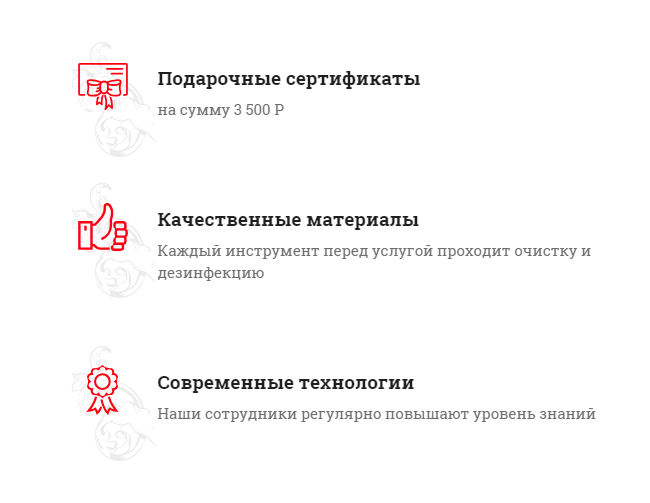 Подарочные сертификаты
на сумму 3 500 Р
Качественные материалы
Каждый инструмент перед услугой проходит очистку и
дезинфекцию
Современные технологии
Наши сотрудники регулярно повышают уровень знаний